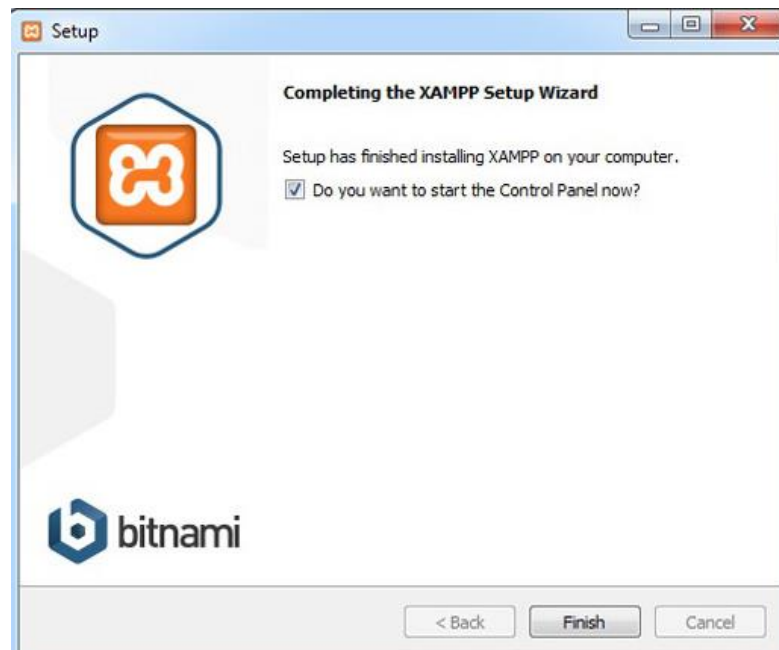 Setup
Completing the XAMPP Setup Wizard
Setup has finished installing XAMPP on your computer.
Do you want to start the Control Panel now?
bitnami
< Back
Finish
Cancel